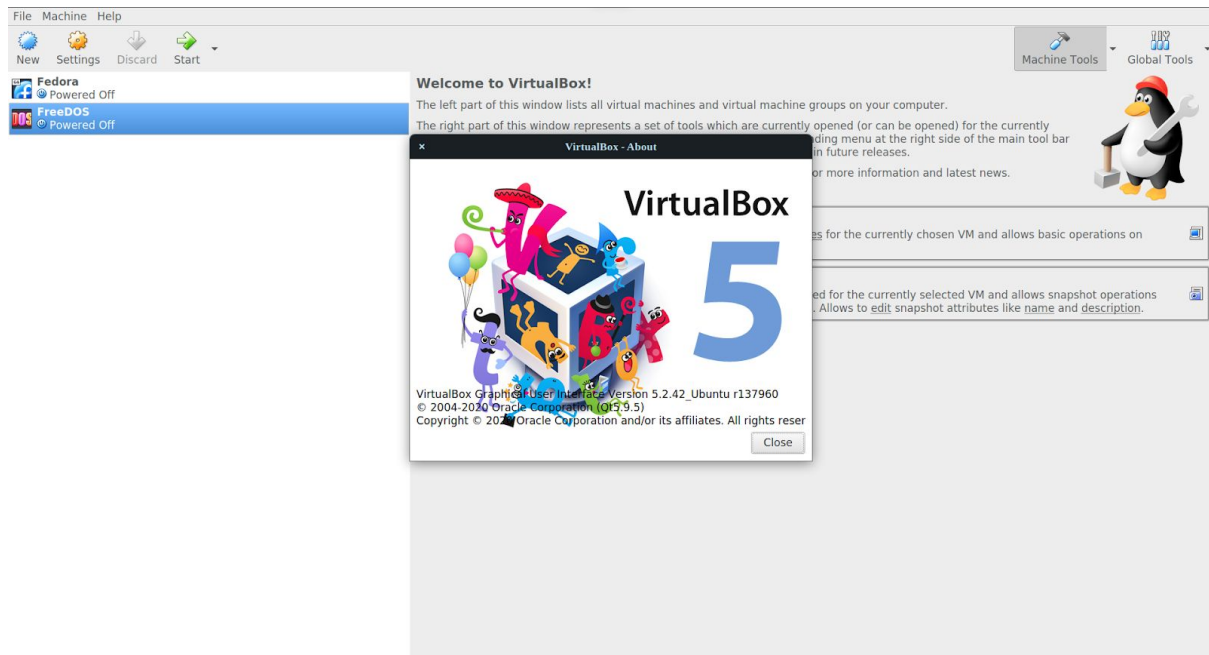 File Machine Help
New Settings Discard Start
Machine Tools Global Tools
Fedora
Powered Off
FreeDOS
Powered Off
Welcome to VirtualBox!
The left part of this window lists all virtual machines and virtual machine groups on your computer.
The right part of this window represents a set of tools which are currently opened (or can be opened) for the currently
ding menu at the right side of the main tool bar
in future releases.
or more information and latest news.
es for the currently chosen VM and allows basic operations on
ed for the currently selected VM and allows snapshot operations
. Allows to edit snapshot attributes like name and description.
VirtualBox - About
VirtualBox
5
VirtualBox Graphical User Interface Version 5.2.42_Ubuntu r137960
© 2004-2020 Oracle Corporation (Qt5.9.5)
Copyright © 2020 Oracle Corporation and/or its affiliates. All rights reser
Close